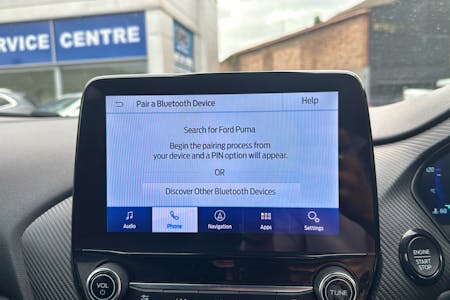 RVICE CENTRE
Pair a Bluetooth Device
Help
Search for Ford Puma
Begin the pairing process from
your device and a PIN option will appear.
OR
Discover Other Bluetooth Devices
Audio
Phone
Navigation
Apps
Settings
VOL
TUNE
ENGINE
START
STOP